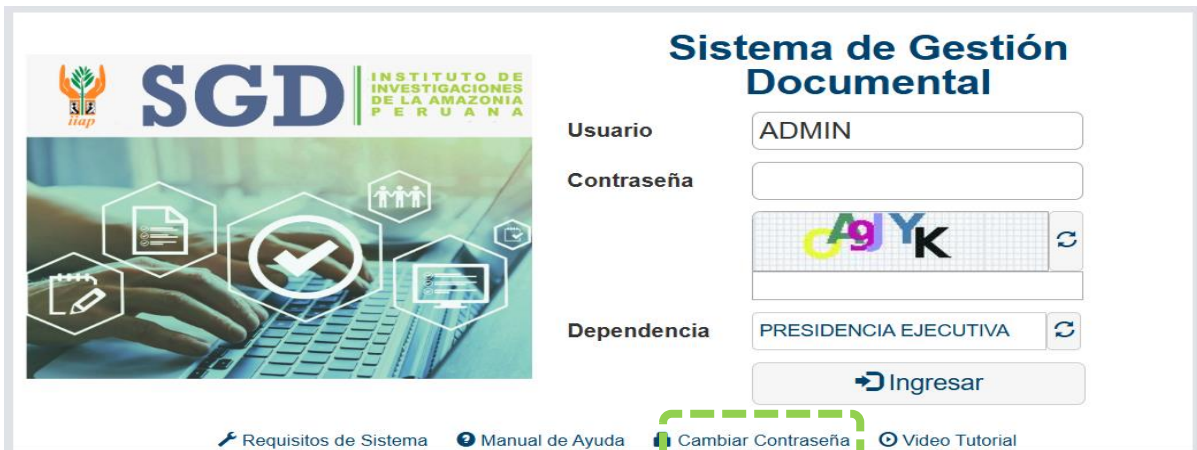 Sistema de Gestión
Documental
iiap
SGD
INSTITUTO DE
INVESTIGACIONES
DE LA AMAZONIA
PERUANA
Usuario
ADMIN
Contraseña
CAgJYK
Dependencia
PRESIDENCIA EJECUTIVA
Ingresar
Requisitos de Sistema Manual de Ayuda Cambiar Contraseña Video Tutorial